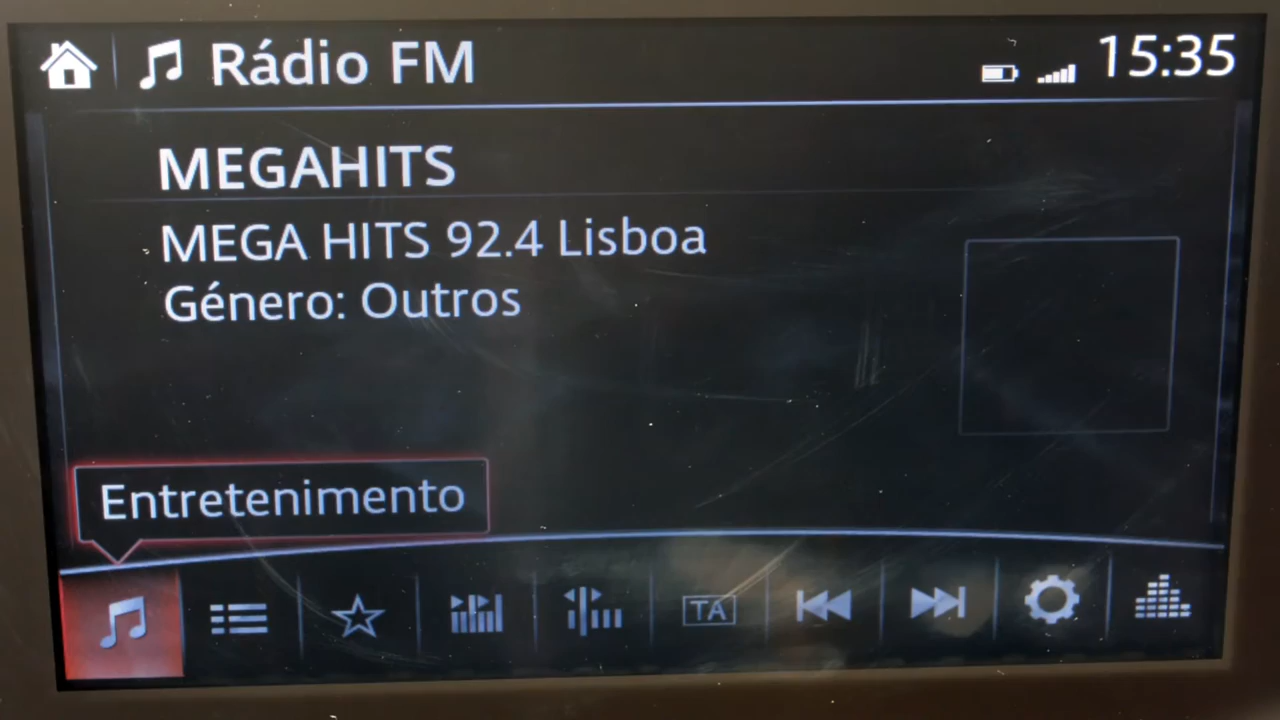 Rádio FM
15:35
MEGAHITS
MEGA HITS 92.4 Lisboa
Género: Outros
Entretenimento
TA